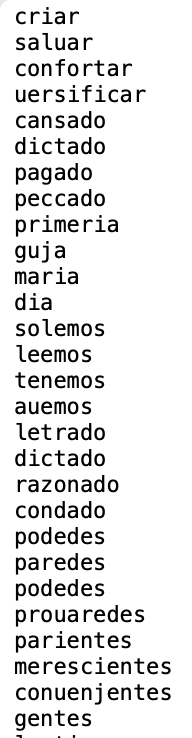 criar
saluar
confortar
uersificar
cansado
dictado
pagado
peccado
primeria
guja
maria
dia
solemos
leemos
tenemos
auemos
letrado
dictado
razonado
condado
podedes
paredes
podedes
prouaredes
parientes
merescientes
conuenjentes
gentes